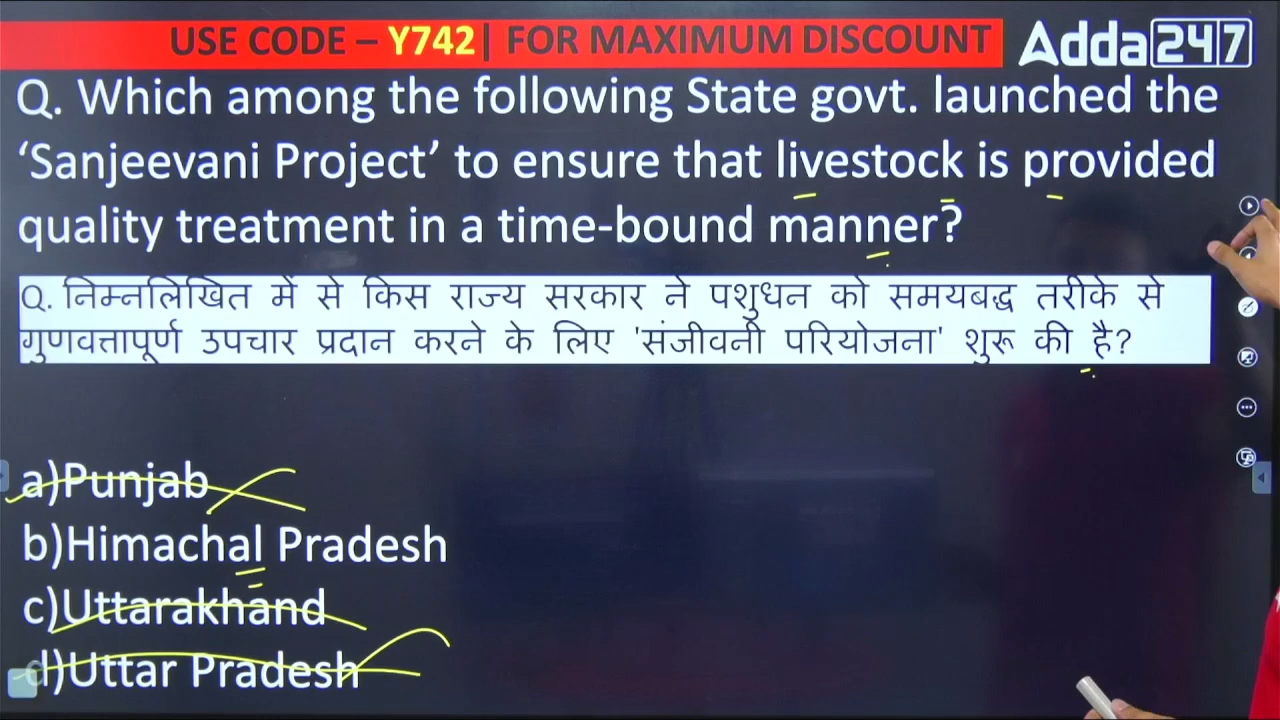 USE CODE – Y742| FOR MAXIMUM DISCOUNT
Adda247
Q. Which among the following State govt. launched the
‘Sanjeevani Project’ to ensure that livestock is provided
quality treatment in a time-bound manner?
Q. निम्नलिखित में से किस राज्य सरकार ने पशुधन को समयबद्ध तरीके से
गुणवत्तापूर्ण उपचार प्रदान करने के लिए 'संजीवनी परियोजना' शुरू की है?
a)Punjab
b)Himachal Pradesh
c)Uttarakhand
d)Uttar Pradesh